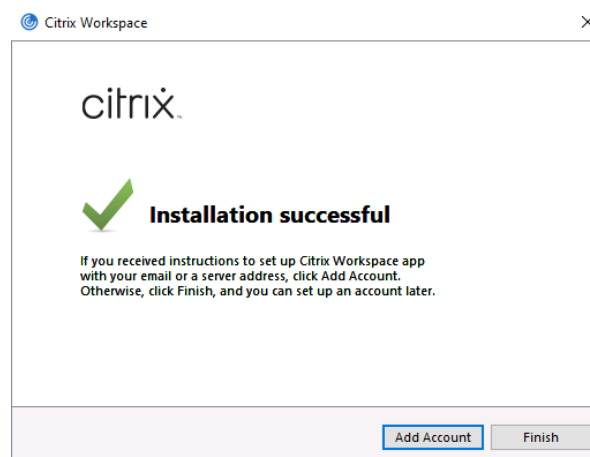 Citrix Workspace
citrix™
Installation successful
If you received instructions to set up Citrix Workspace app
with your email or a server address, click Add Account.
Otherwise, click Finish, and you can set up an account later.
Add Account
Finish